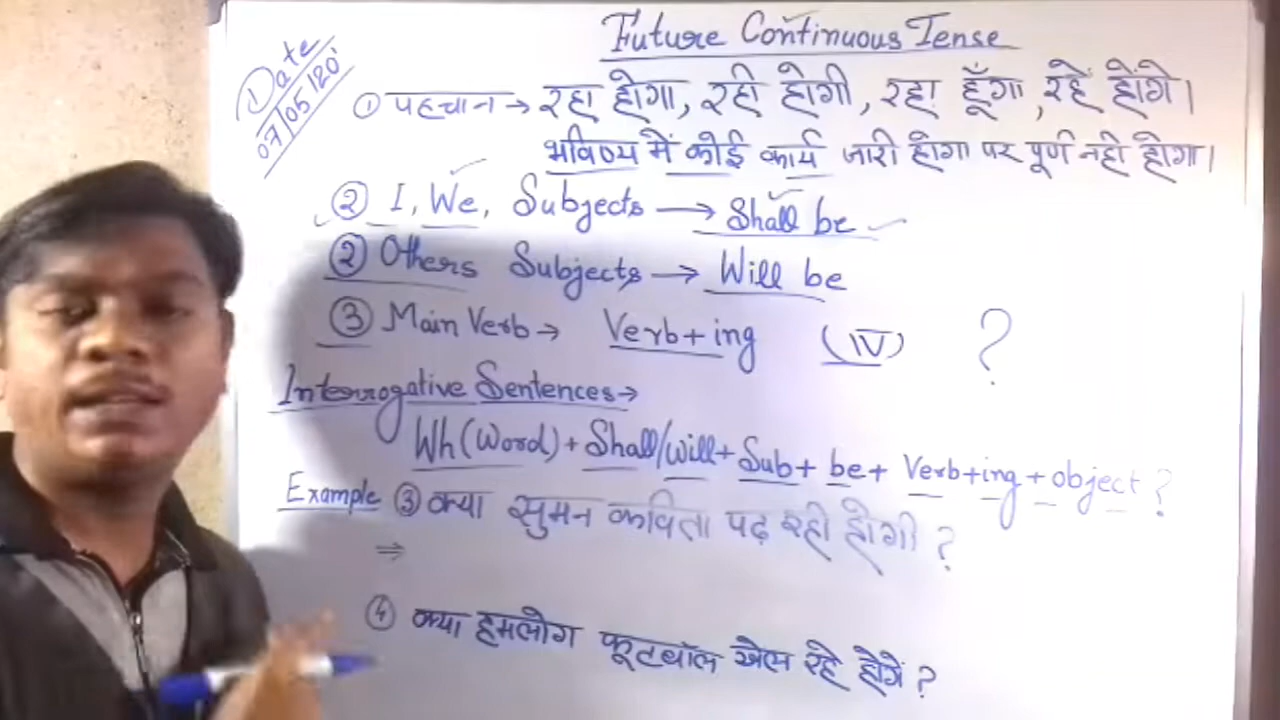 Future Continuous Tense
Date
07/05/20
① पहचान → रहा होगा, रही होगी, रहा हूँगा, रहें होंगे।
भविष्य में कोई कार्य जारी होगा पर पूर्ण नही होगा।
② I, We, Subjects → Shall be
② Others Subjects → Will be
③ Main Verb → Verb+ing (IV) ?
Interrogative Sentences→
Wh(Word) + Shall/will + Sub + be + Verb+ing + object ?
Example ③ क्या सुमन कविता पढ़ रही होगी ?
⇒
④ क्या हमलोग फूटबॉल खेल रहे होगें ?